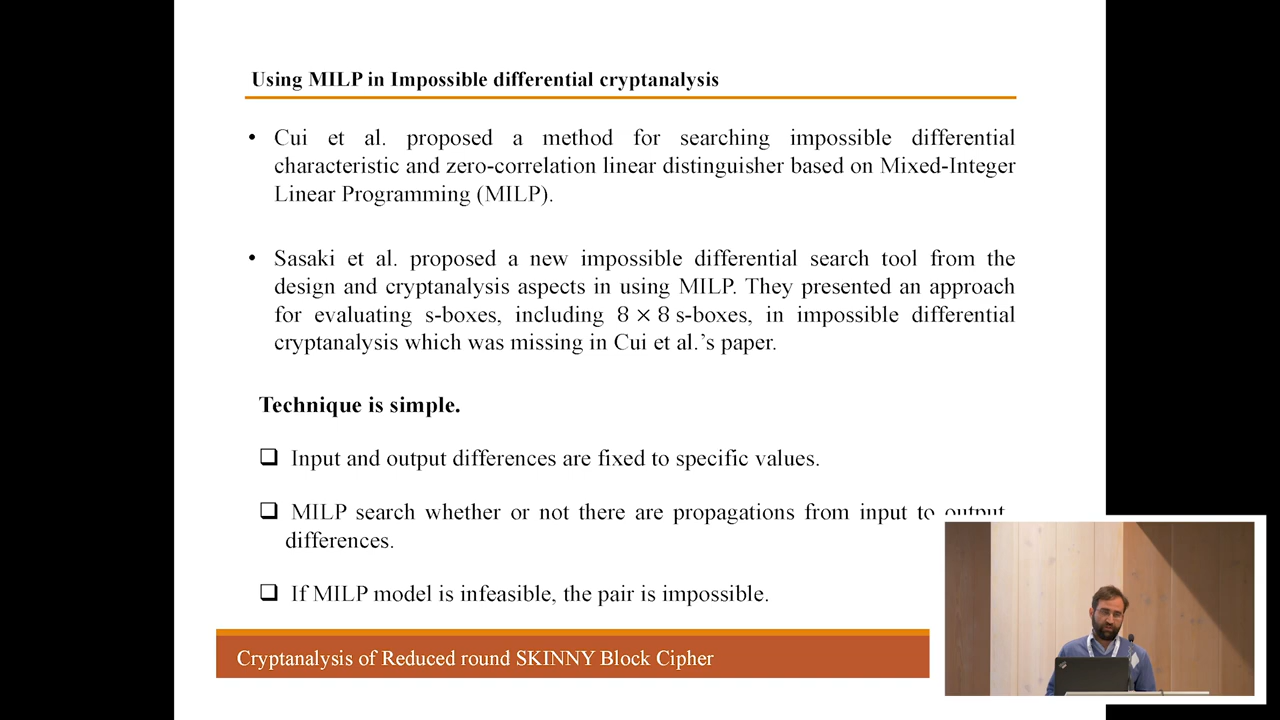 Using MILP in Impossible differential cryptanalysis
• Cui et al. proposed a method for searching impossible differential
characteristic and zero-correlation linear distinguisher based on Mixed-Integer
Linear Programming (MILP).
• Sasaki et al. proposed a new impossible differential search tool from the
design and cryptanalysis aspects in using MILP. They presented an approach
for evaluating s-boxes, including 8 × 8 s-boxes, in impossible differential
cryptanalysis which was missing in Cui et al.’s paper.
Technique is simple.
❑ Input and output differences are fixed to specific values.
❑ MILP search whether or not there are propagations from input to output
differences.
❑ If MILP model is infeasible, the pair is impossible.
Cryptanalysis of Reduced round SKINNY Block Cipher